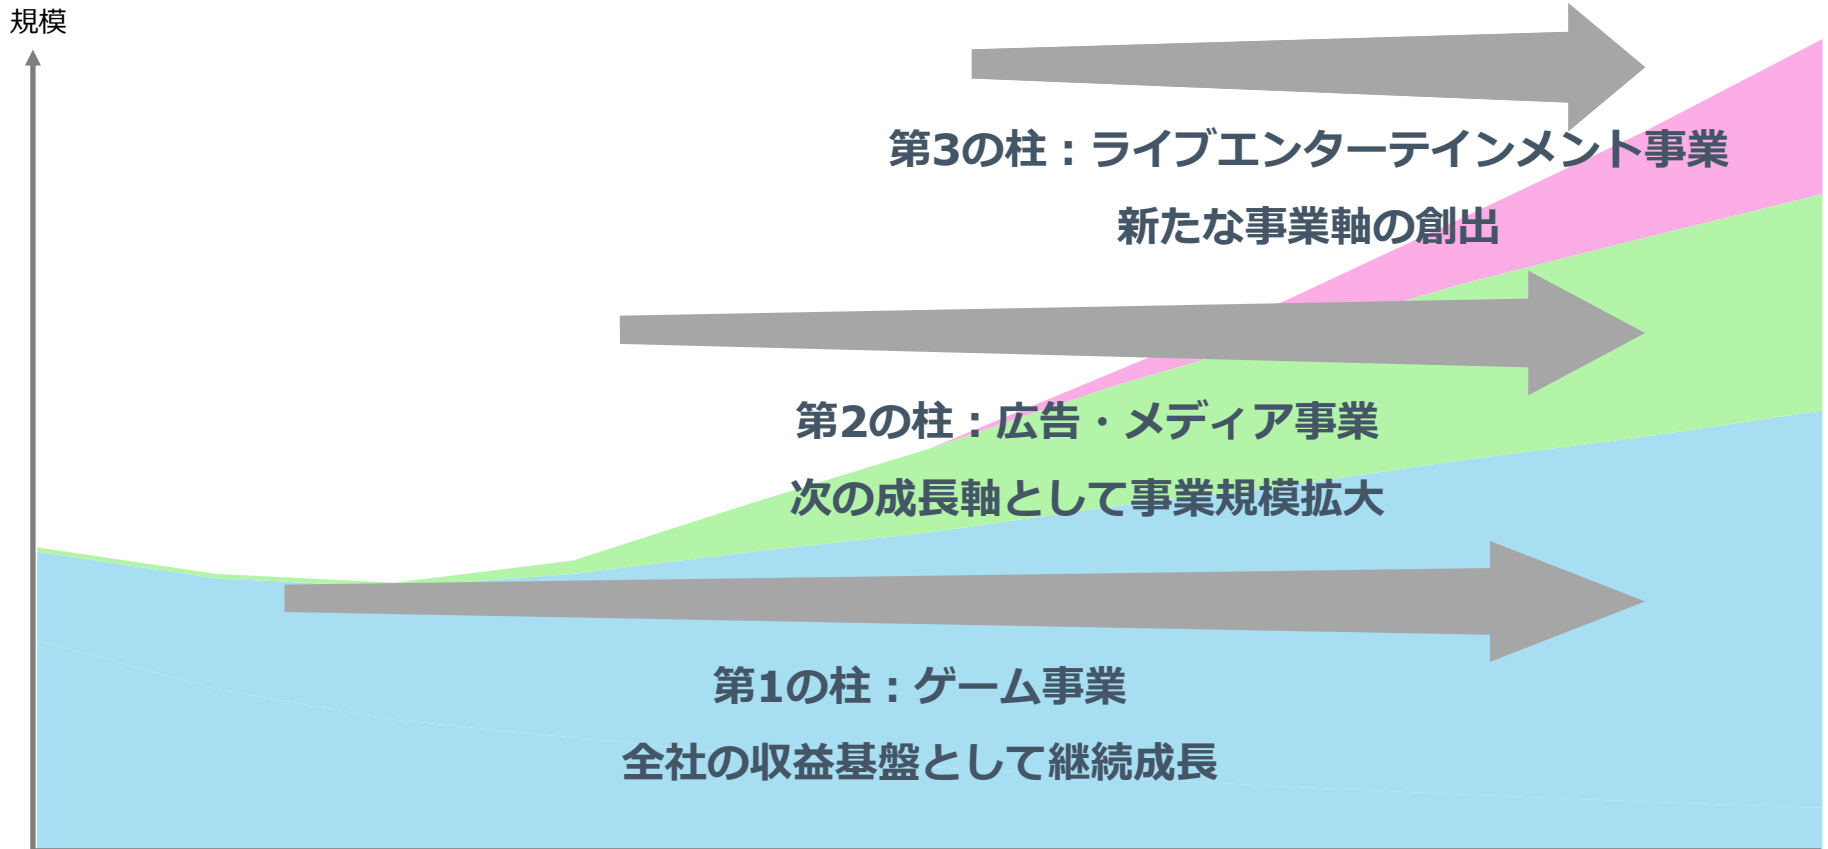 規模
第3の柱：ライブエンターテインメント事業
新たな事業軸の創出
第2の柱：広告・メディア事業
次の成長軸として事業規模拡大
第1の柱：ゲーム事業
全社の収益基盤として継続成長